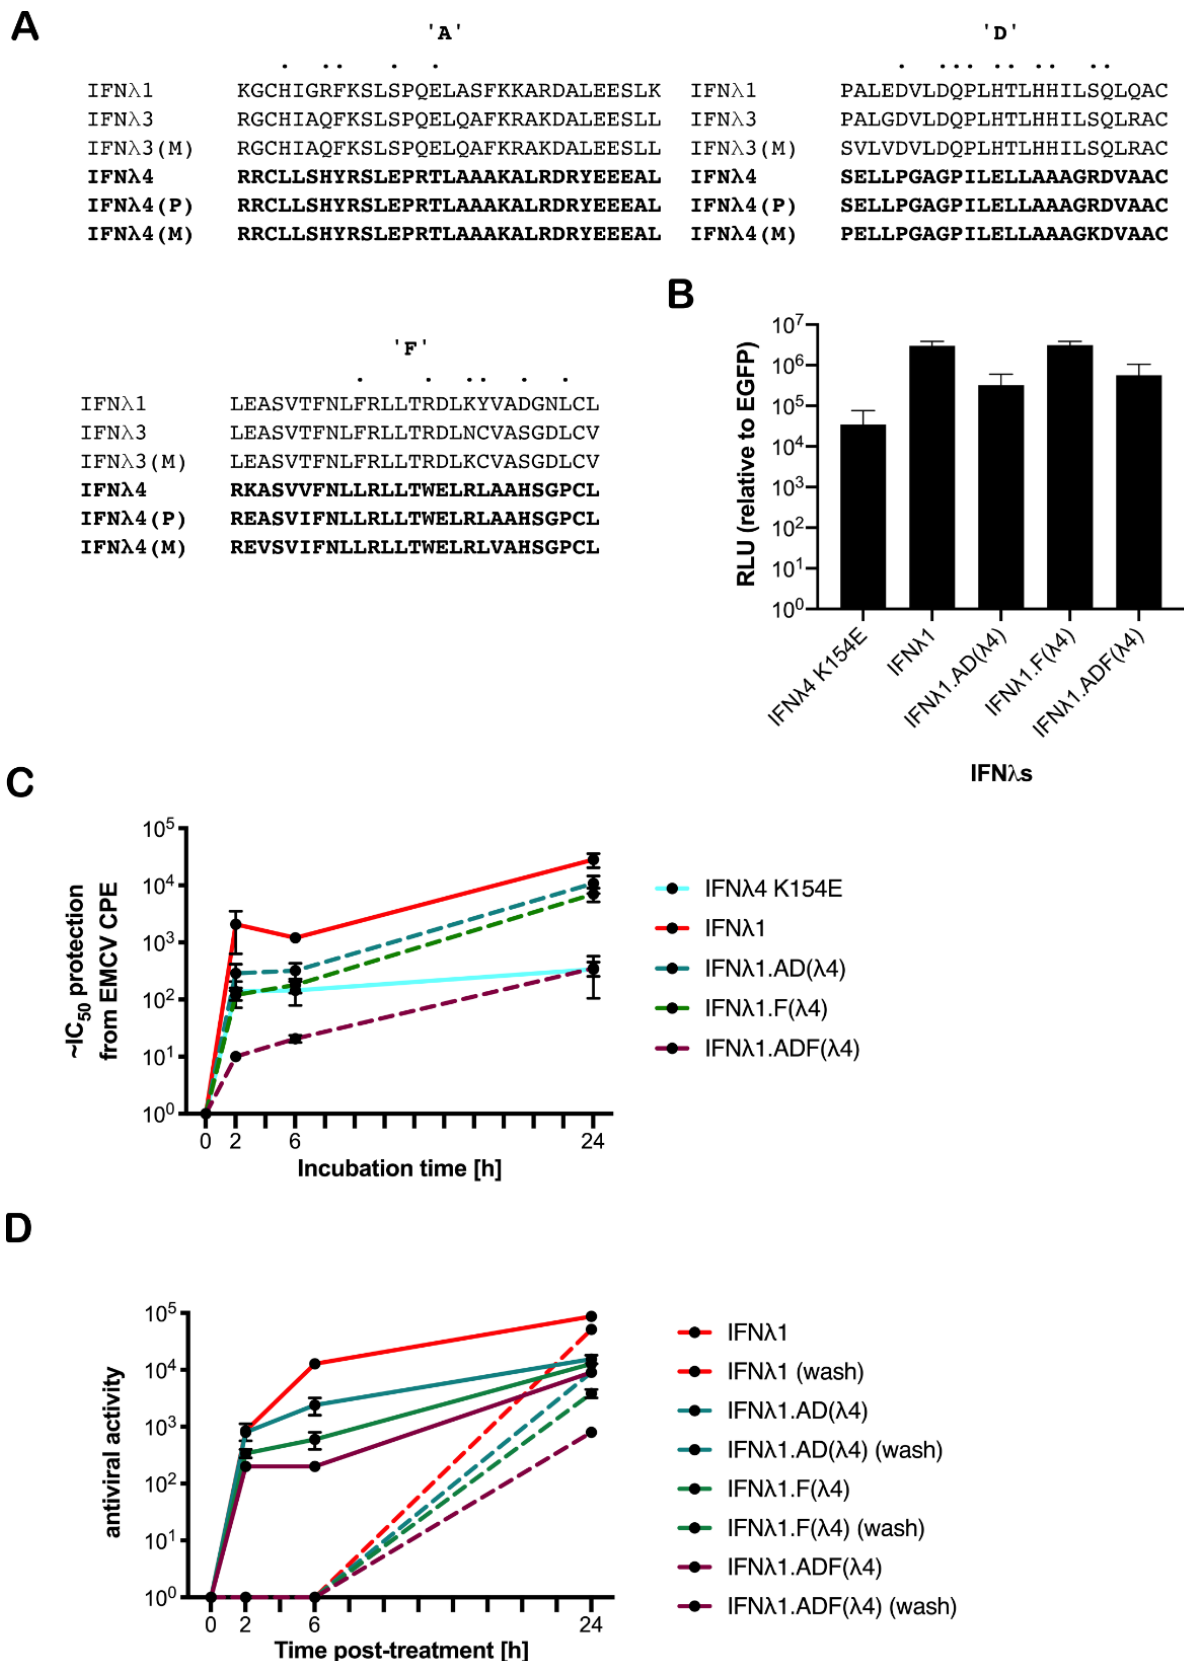 A
'A'
IFNλ1 KGCHIGRFKSLSPQELASFKKARDALEESLK
IFNλ3 RGCHIAQFKSLSPQELQAFKRAKDALEESLL
IFNλ3(M) RGCHIAQFKSLSPQELQAFKRAKDALEESLL
IFNλ4 RRCLLSHYRSLEPRTLAAAKALRDRYEEEAL
IFNλ4(P) RRCLLSHYRSLEPRTLAAAKALRDRYEEEAL
IFNλ4(M) RRCLLSHYRSLEPRTLAAAKALRDRYEEEAL
'D'
IFNλ1 PALEDVLDQPLHTLHHILSQLQAC
IFNλ3 PALGDVLDQPLHTLHHILSQLRAC
IFNλ3(M) SVLVDVLDQPLHTLHHILSQLRAC
IFNλ4 SELLPGAGPILELLAAAGRDVAAC
IFNλ4(P) SELLPGAGPILELLAAAGRDVAAC
IFNλ4(M) PELLPGAGPILELLAAAGKDVAAC
'F'
IFNλ1 LEASVTFNLFRLLTRDLKYVADGNLCL
IFNλ3 LEASVTFNLFRLLTRDLNCVASGDLCV
IFNλ3(M) LEASVTFNLFRLLTRDLKCVASGDLCV
IFNλ4 RKASVVFNLLRLLTWELRLAAHSGPCL
IFNλ4(P) REASVIFNLLRLLTWELRLAAHSGPCL
IFNλ4(M) REVSVIFNLLRLLTWELRLVAHSGPCL
B
RLU (relative to EGFP)
10⁷
10⁶
10⁵
10⁴
10³
10²
10¹
10⁰
IFNλ4 K154E
IFNλ1
IFNλ1.AD(λ4)
IFNλ1.F(λ4)
IFNλ1.ADF(λ4)
IFNλs
C
~IC₅₀ protection
from EMCV CPE
10⁵
10⁴
10³
10²
10¹
10⁰
0 2 6 24
Incubation time [h]
IFNλ4 K154E
IFNλ1
IFNλ1.AD(λ4)
IFNλ1.F(λ4)
IFNλ1.ADF(λ4)
D
antiviral activity
10⁵
10⁴
10³
10²
10¹
10⁰
0 2 6 24
Time post-treatment [h]
IFNλ1
IFNλ1 (wash)
IFNλ1.AD(λ4)
IFNλ1.AD(λ4) (wash)
IFNλ1.F(λ4)
IFNλ1.F(λ4) (wash)
IFNλ1.ADF(λ4)
IFNλ1.ADF(λ4) (wash)